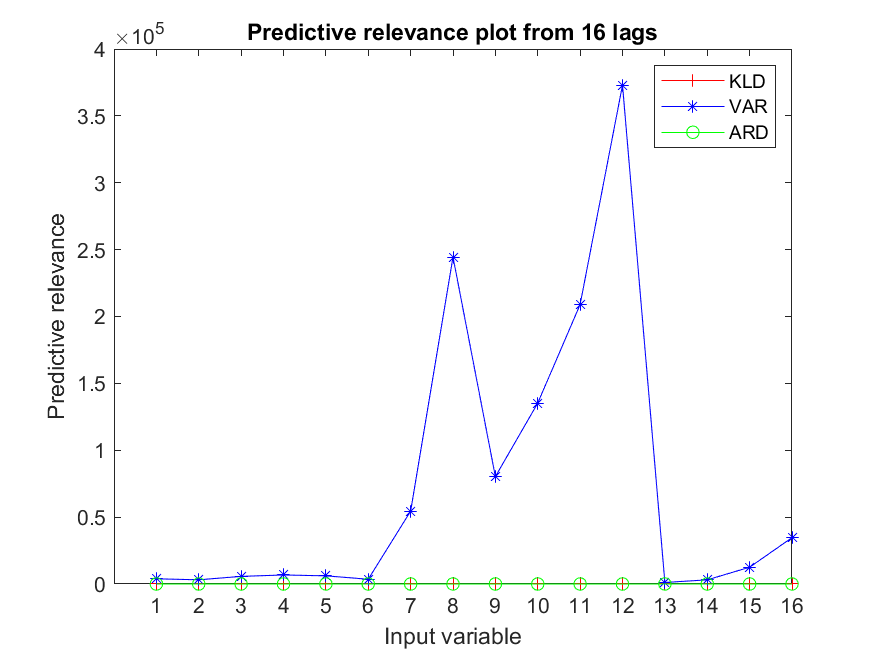 Predictive relevance plot from 16 lags
×10⁵
4
3.5
3
2.5
2
1.5
1
0.5
0
Predictive relevance
KLD
VAR
ARD
1 2 3 4 5 6 7 8 9 10 11 12 13 14 15 16
Input variable